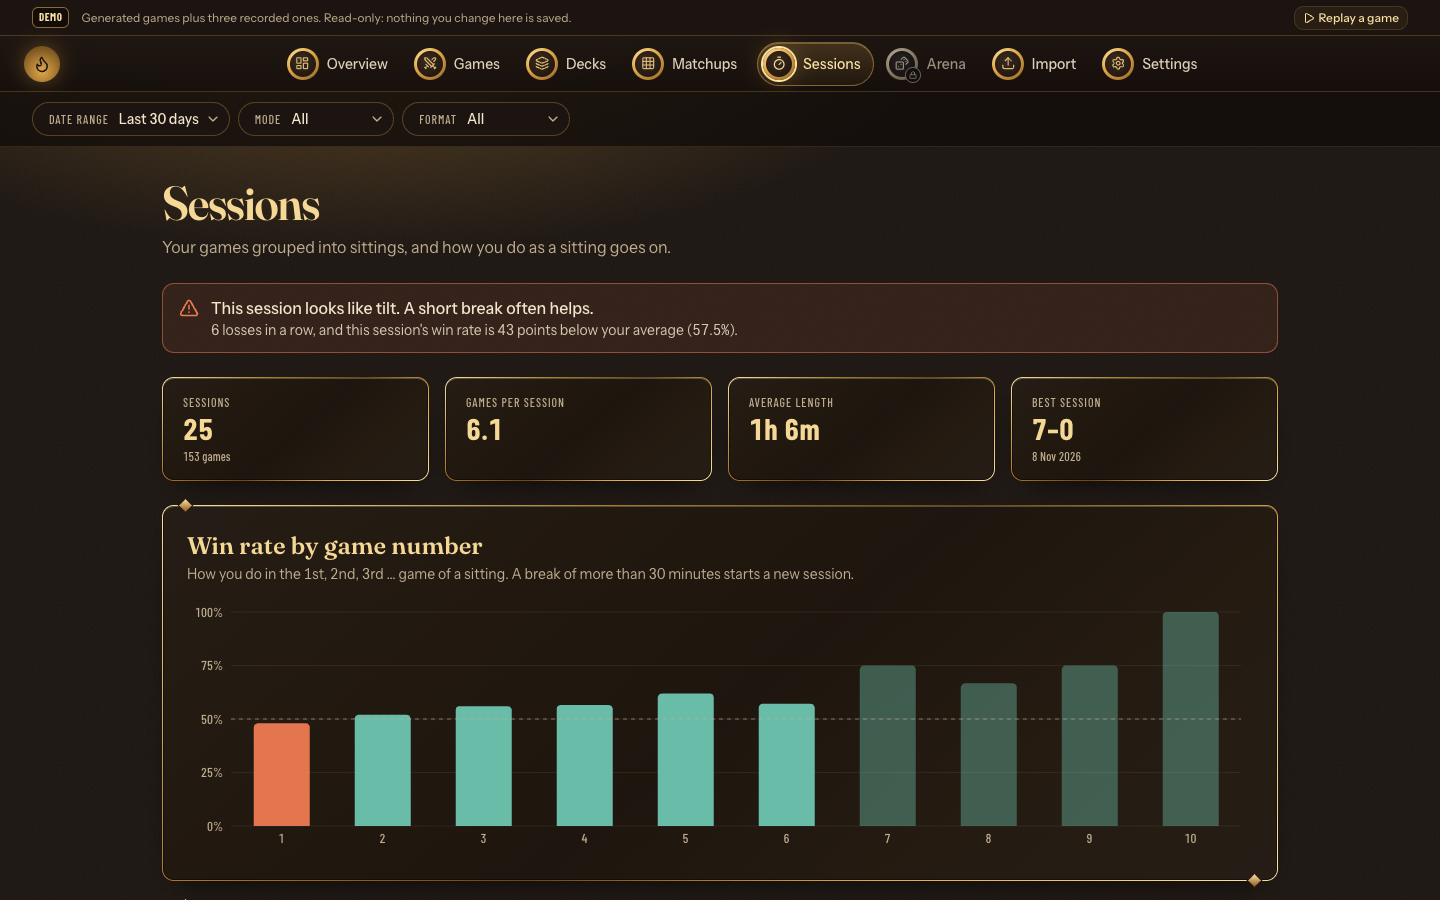 DEMO Generated games plus three recorded ones. Read-only: nothing you change here is saved. Replay a game
Overview Games Decks Matchups Sessions Arena Import Settings
DATE RANGE Last 30 days MODE All FORMAT All
Sessions
Your games grouped into sittings, and how you do as a sitting goes on.
This session looks like tilt. A short break often helps.
6 losses in a row, and this session's win rate is 43 points below your average (57.5%).
SESSIONS
25
153 games
GAMES PER SESSION
6.1
AVERAGE LENGTH
1h 6m
BEST SESSION
7–0
8 Nov 2026
Win rate by game number
How you do in the 1st, 2nd, 3rd ... game of a sitting. A break of more than 30 minutes starts a new session.
100%
75%
50%
25%
0%
1 2 3 4 5 6 7 8 9 10